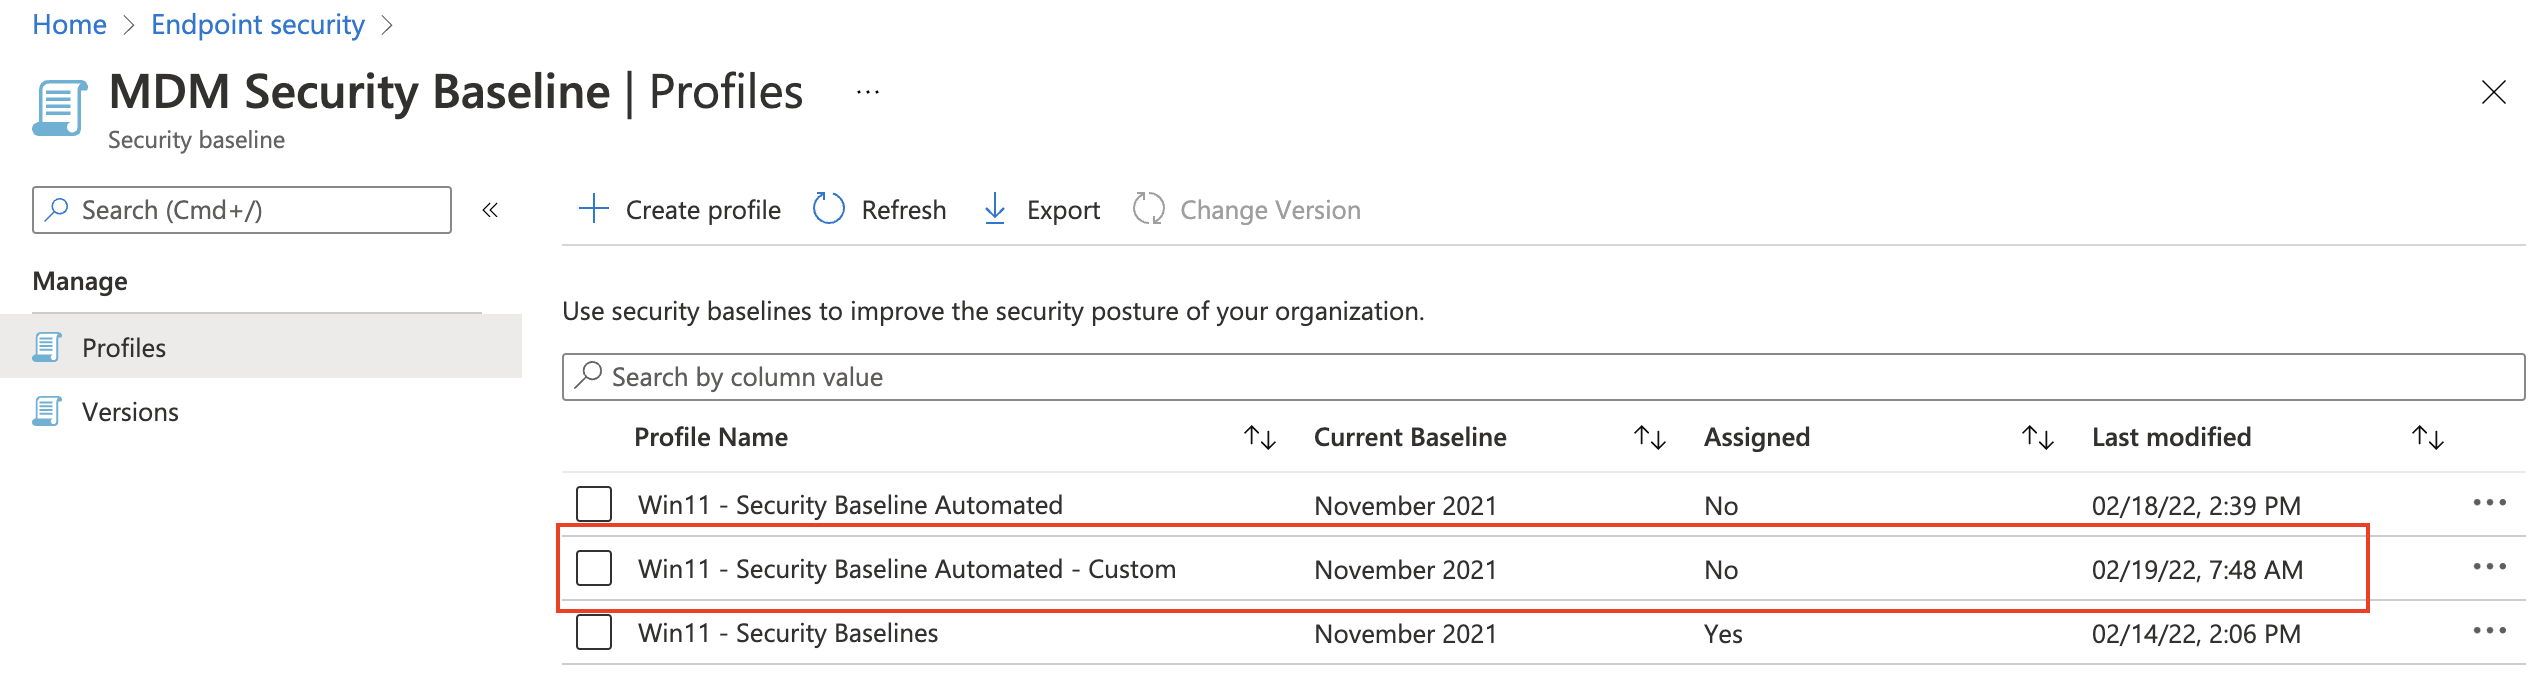 Home > Endpoint security >
MDM Security Baseline | Profiles ...
Security baseline
Search (Cmd+/) «
Create profile Refresh Export Change Version
Manage
Profiles
Versions
Use security baselines to improve the security posture of your organization.
Search by column value
Profile Name Current Baseline Assigned Last modified
Win11 - Security Baseline Automated November 2021 No 02/18/22, 2:39 PM
Win11 - Security Baseline Automated - Custom November 2021 No 02/19/22, 7:48 AM
Win11 - Security Baselines November 2021 Yes 02/14/22, 2:06 PM